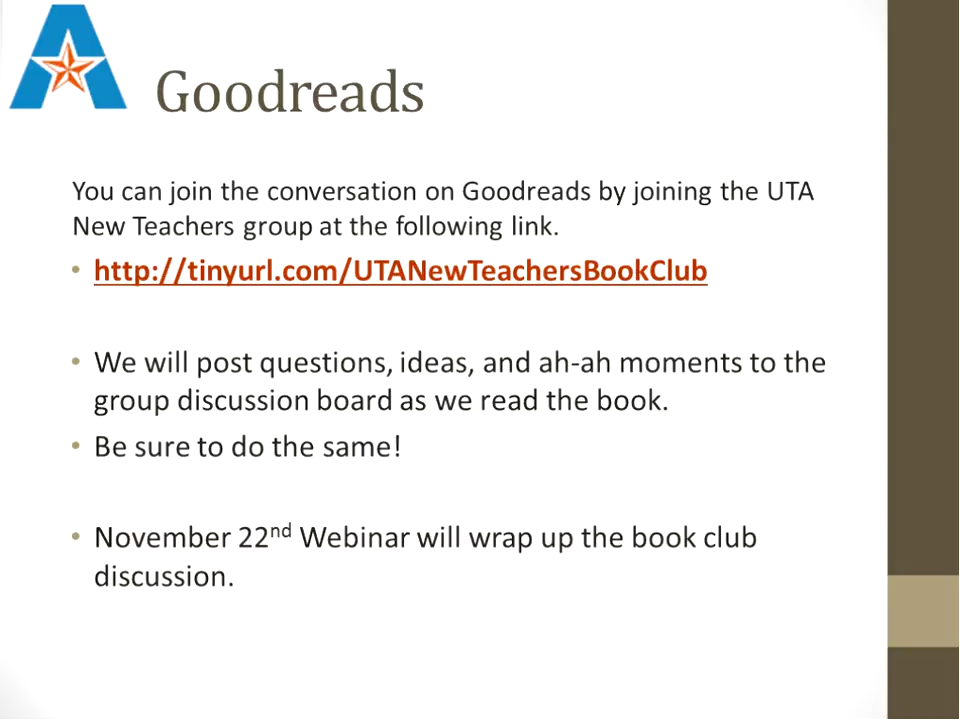 Goodreads
You can join the conversation on Goodreads by joining the UTA
New Teachers group at the following link.
• http://tinyurl.com/UTANewTeachersBookClub
• We will post questions, ideas, and ah-ah moments to the
group discussion board as we read the book.
• Be sure to do the same!
• November 22nd Webinar will wrap up the book club
discussion.